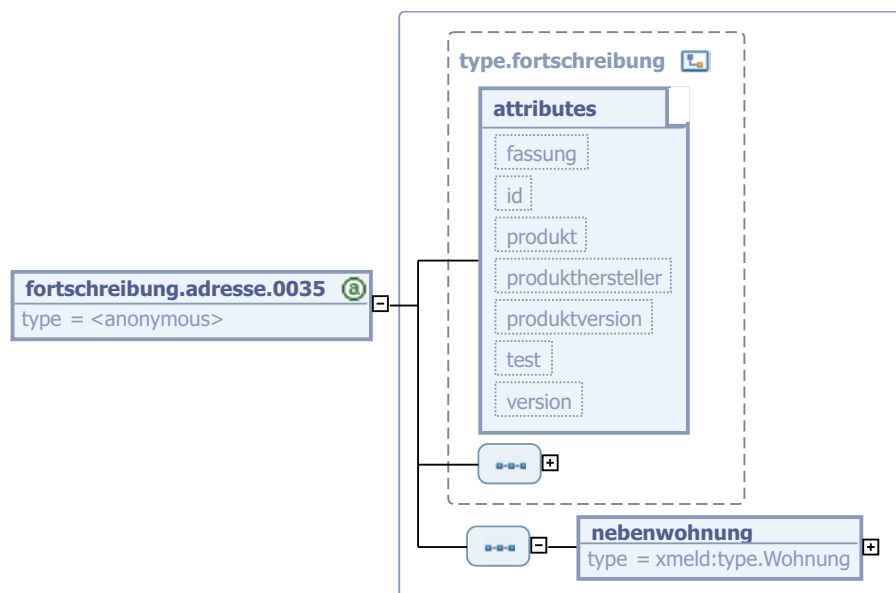 type.fortschreibung
attributes
fassung
id
produkt
produkthersteller
produktversion
test
version
fortschreibung.adresse.0035 a
type = <anonymous>
nebenwohnung
type = xmeld:type.Wohnung